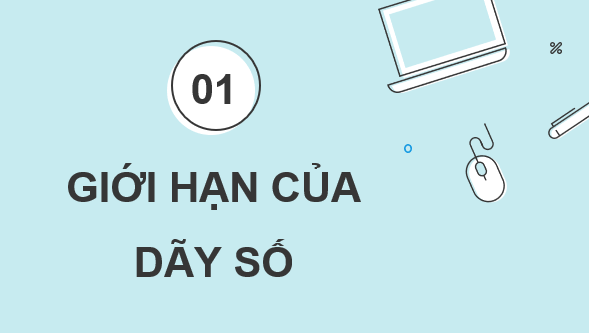 01
GIỚI HẠN CỦA
DÃY SỐ